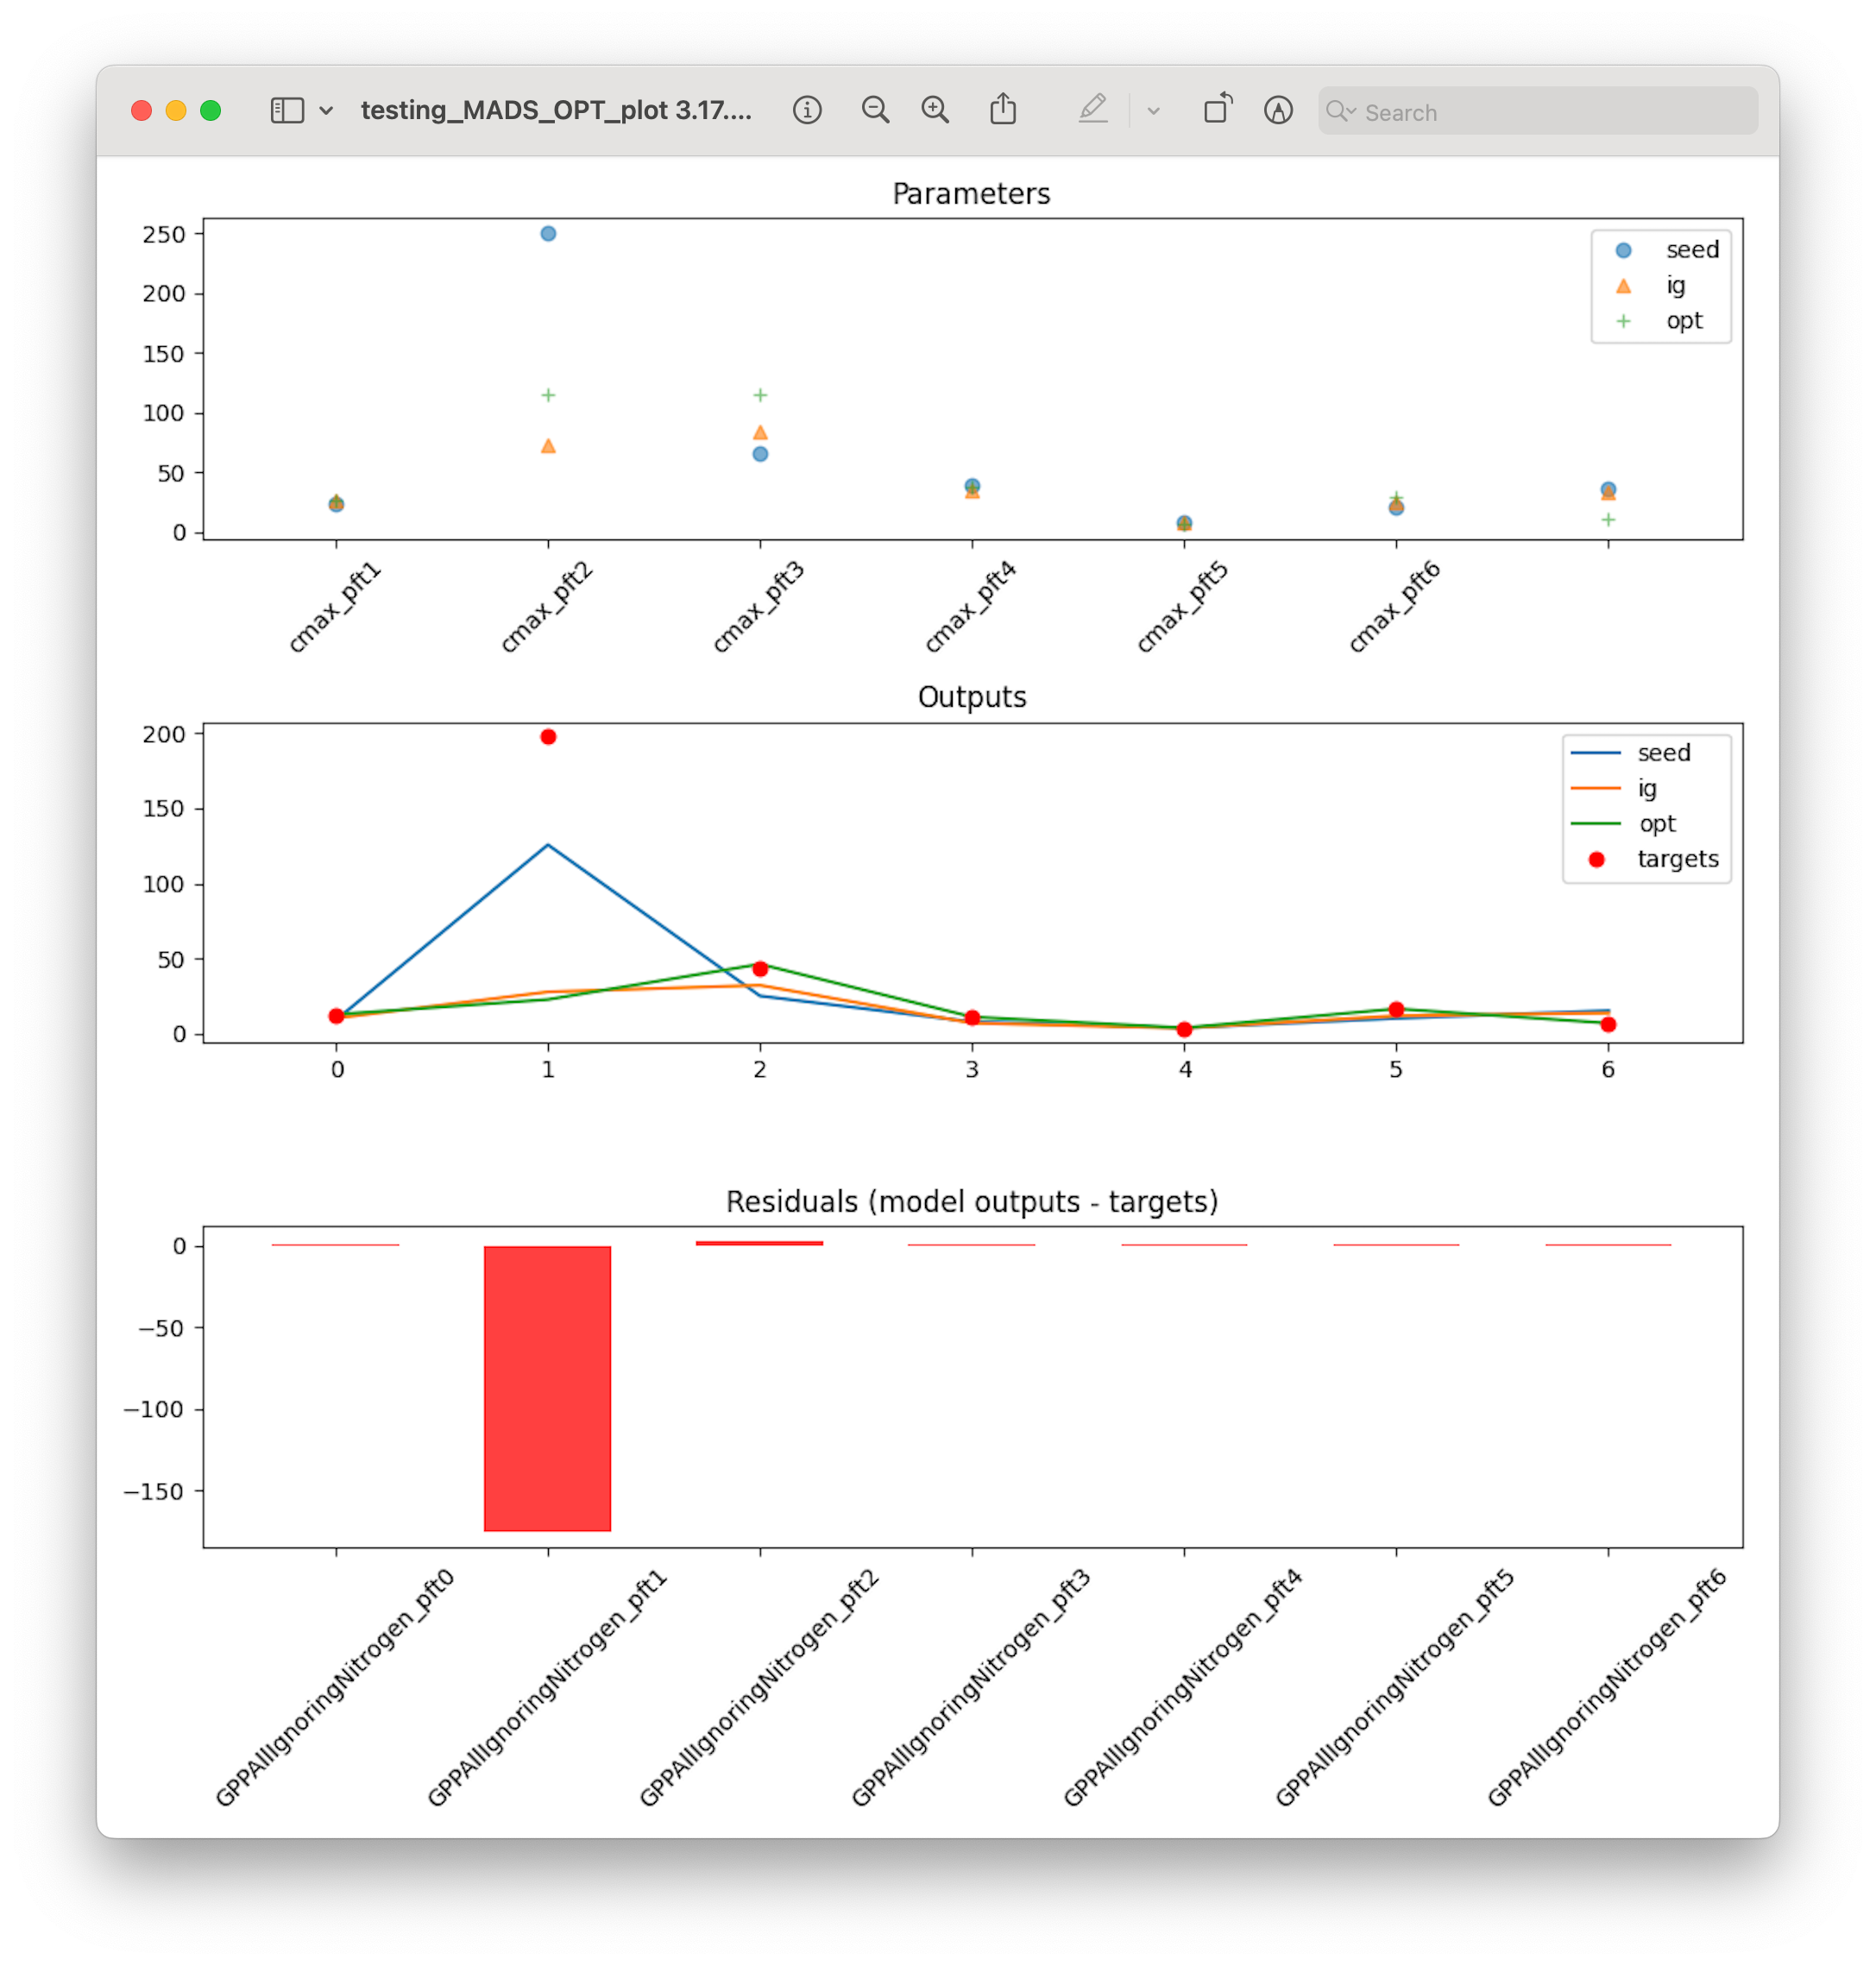 testing_MADS_OPT_plot 3.17....
Search
Parameters
250
200
150
100
50
0
seed
ig
opt
cmax_pft1
cmax_pft2
cmax_pft3
cmax_pft4
cmax_pft5
cmax_pft6
Outputs
200
150
100
50
0
seed
ig
opt
targets
0 1 2 3 4 5 6
Residuals (model outputs - targets)
0
−50
−100
−150
GPPAllIgnoringNitrogen_pft0
GPPAllIgnoringNitrogen_pft1
GPPAllIgnoringNitrogen_pft2
GPPAllIgnoringNitrogen_pft3
GPPAllIgnoringNitrogen_pft4
GPPAllIgnoringNitrogen_pft5
GPPAllIgnoringNitrogen_pft6